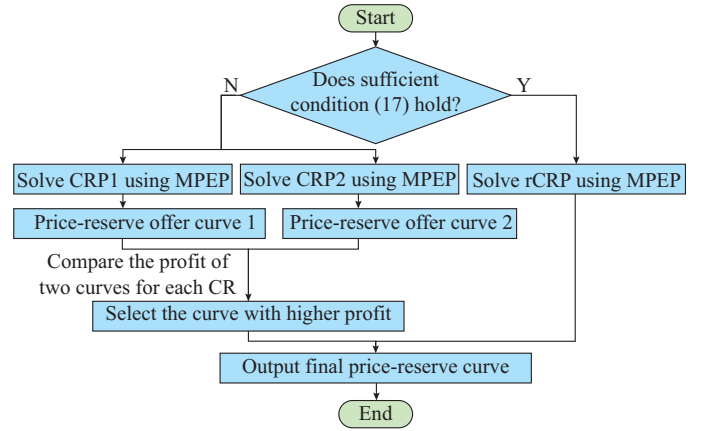 Start
Does sufficient
condition (17) hold?
N
Y
Solve CRP1 using MPEP
Solve CRP2 using MPEP
Solve rCRP using MPEP
Price-reserve offer curve 1
Price-reserve offer curve 2
Compare the profit of
two curves for each CR
Select the curve with higher profit
Output final price-reserve curve
End